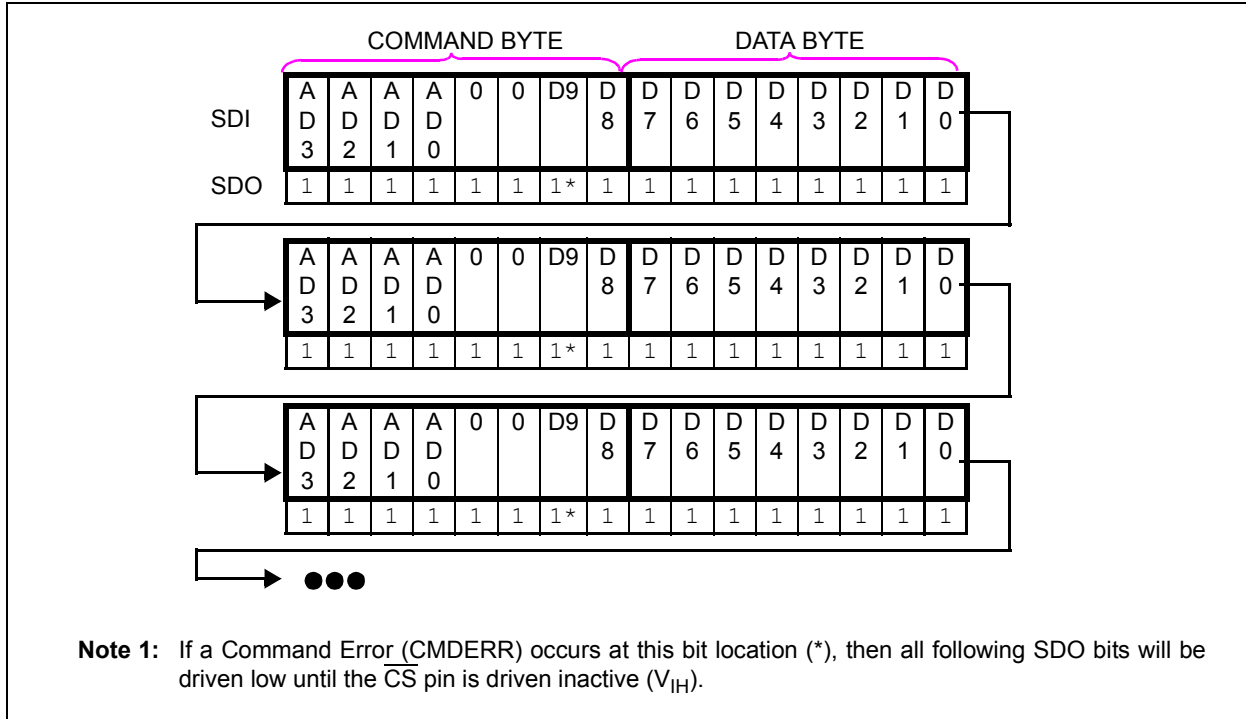 COMMAND BYTE DATA BYTE
SDI
A A A A 0 0 D9 D D D D D D D D D
D D D D 8 7 6 5 4 3 2 1 0
3 2 1 0
SDO 1 1 1 1 1 1 1* 1 1 1 1 1 1 1 1 1
A A A A 0 0 D9 D D D D D D D D D
D D D D 8 7 6 5 4 3 2 1 0
3 2 1 0
1 1 1 1 1 1 1* 1 1 1 1 1 1 1 1 1
A A A A 0 0 D9 D D D D D D D D D
D D D D 8 7 6 5 4 3 2 1 0
3 2 1 0
1 1 1 1 1 1 1* 1 1 1 1 1 1 1 1 1
Note 1: If a Command Error (CMDERR) occurs at this bit location (*), then all following SDO bits will be
driven low until the CS pin is driven inactive (VIH).